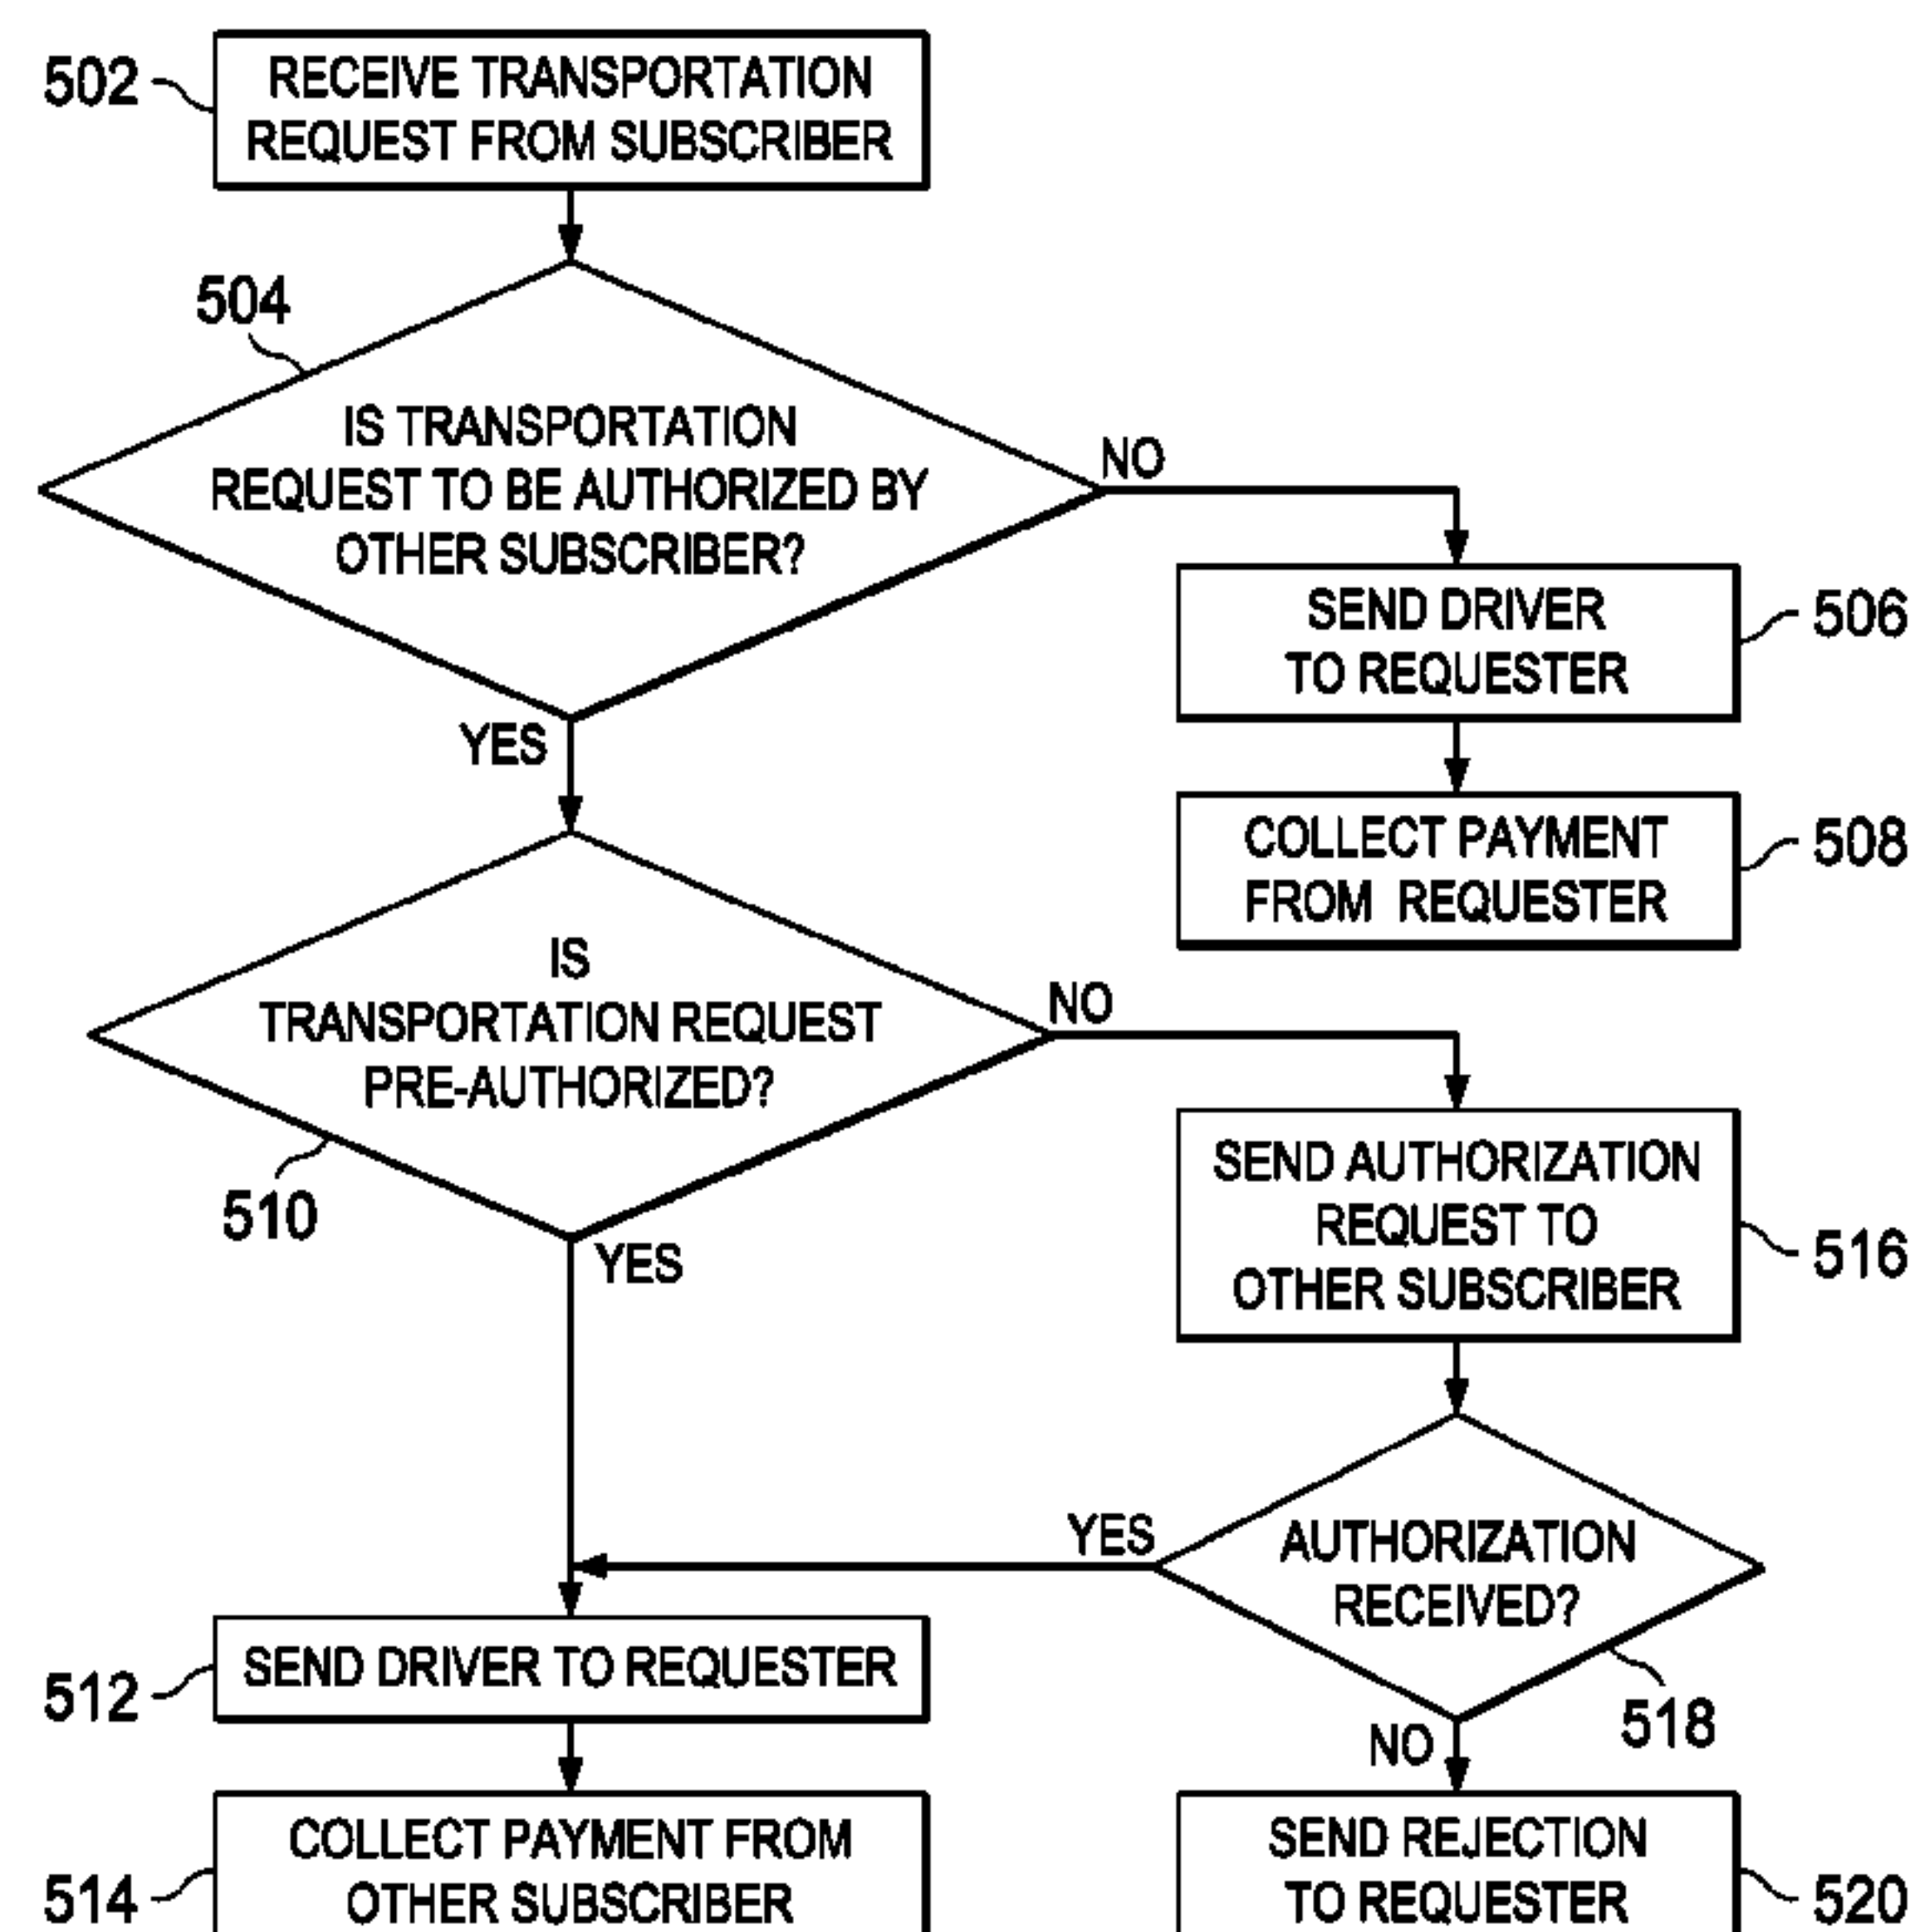 502
RECEIVE TRANSPORTATION
REQUEST FROM SUBSCRIBER
504
IS TRANSPORTATION
REQUEST TO BE AUTHORIZED BY
OTHER SUBSCRIBER?
NO
YES
SEND DRIVER
TO REQUESTER
506
COLLECT PAYMENT
FROM REQUESTER
508
IS
TRANSPORTATION REQUEST
PRE-AUTHORIZED?
NO
510
YES
SEND AUTHORIZATION
REQUEST TO
OTHER SUBSCRIBER
516
YES
AUTHORIZATION
RECEIVED?
518
NO
512
SEND DRIVER TO REQUESTER
514
COLLECT PAYMENT FROM
OTHER SUBSCRIBER
SEND REJECTION
TO REQUESTER
520